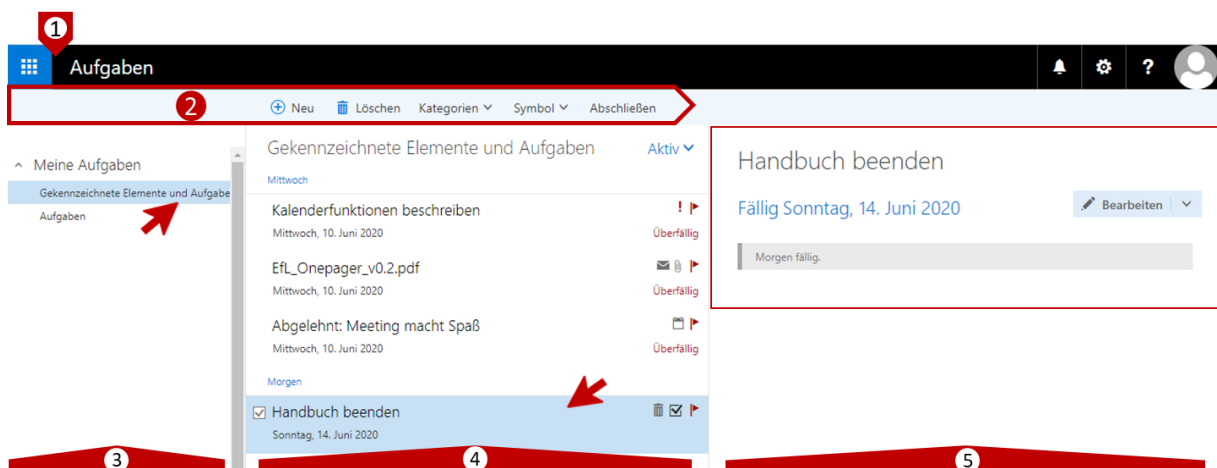 1
Aufgaben
?
2
Neu Löschen Kategorien Symbol Abschließen
Meine Aufgaben
Gekennzeichnete Elemente und Aufgabe
Aufgaben
Gekennzeichnete Elemente und Aufgaben Aktiv
Mittwoch
Kalenderfunktionen beschreiben
Mittwoch, 10. Juni 2020 Überfällig
EfL_Onepager_v0.2.pdf
Mittwoch, 10. Juni 2020 Überfällig
Abgelehnt: Meeting macht Spaß
Mittwoch, 10. Juni 2020 Überfällig
Morgen
Handbuch beenden
Sonntag, 14. Juni 2020
Handbuch beenden
Fällig Sonntag, 14. Juni 2020 Bearbeiten
Morgen fällig.
3
4
5